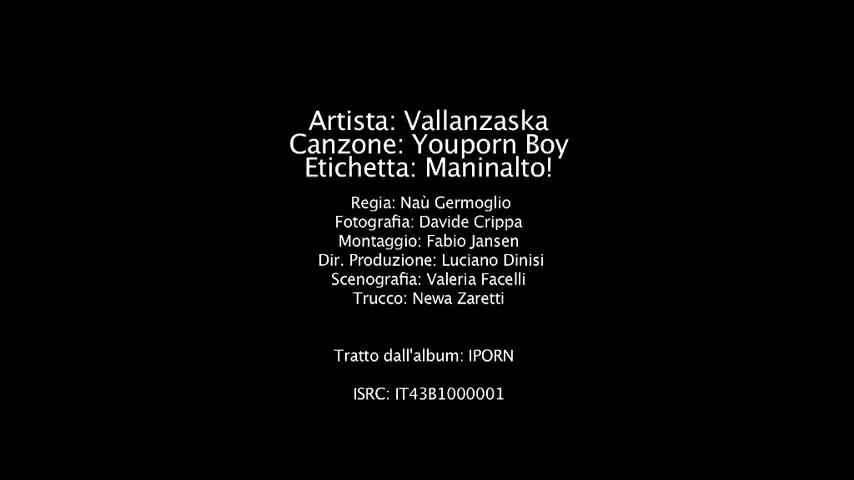 Artista: Vallanzaska
Canzone: Youporn Boy
Etichetta: Maninalto!
Regia: Naù Germoglio
Fotografia: Davide Crippa
Montaggio: Fabio Jansen
Dir. Produzione: Luciano Dinisi
Scenografia: Valeria Facelli
Trucco: Newa Zaretti
Tratto dall'album: IPORN
ISRC: IT43B1000001